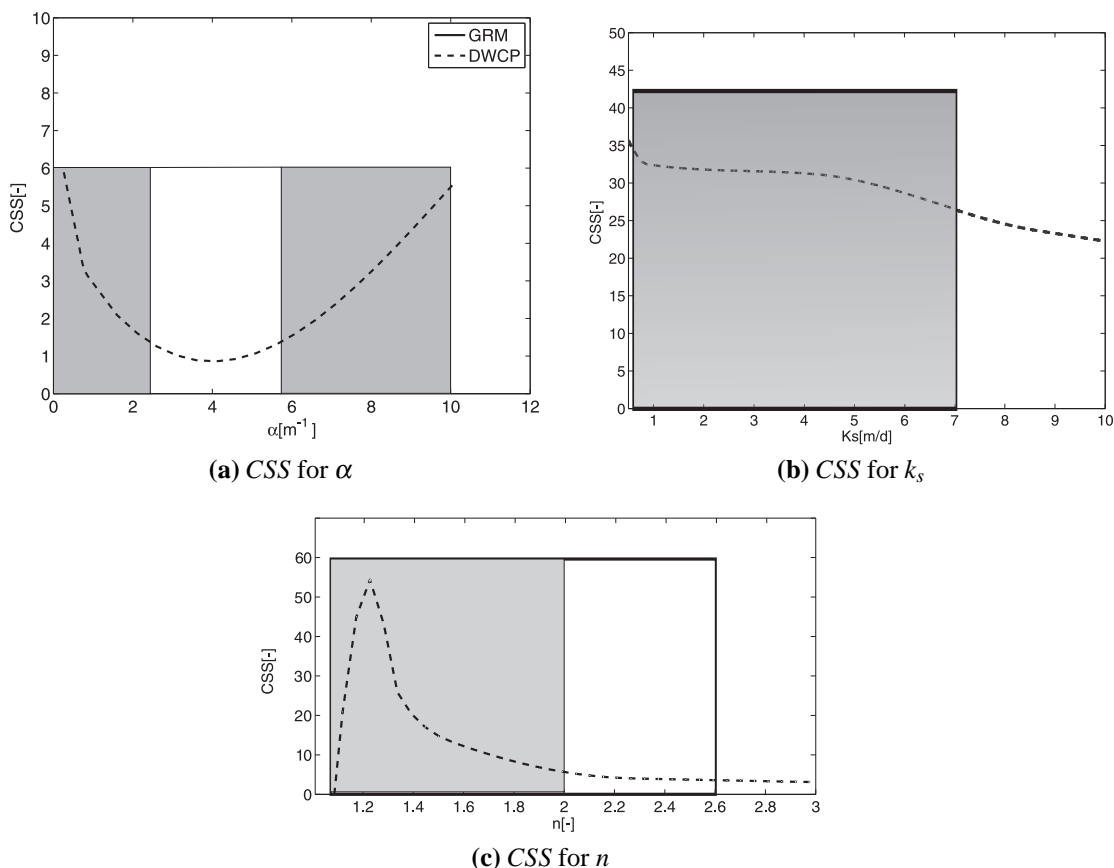 10
9
8
7
6
5
4
3
2
1
0
CSS[-]
GRM
DWCP
0 2 4 6 8 10 12
α[m⁻¹]
(a) CSS for α
50
45
40
35
30
25
20
15
10
5
0
CSS[-]
1 2 3 4 5 6 7 8 9 10
Ks[m/d]
(b) CSS for kₛ
60
50
40
30
20
10
0
CSS[-]
1.2 1.4 1.6 1.8 2 2.2 2.4 2.6 2.8 3
n[-]
(c) CSS for n